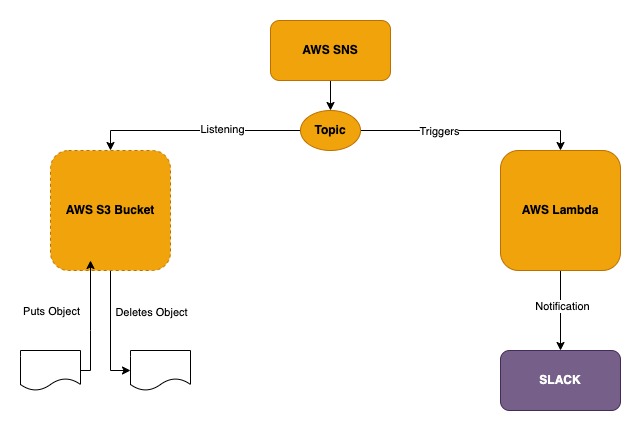 AWS SNS
Topic
Listening
Triggers
AWS S3 Bucket
AWS Lambda
Puts Object
Deletes Object
Notification
SLACK